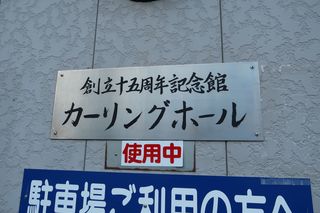 創立十五周年記念館
カーリングホール
使用中
駐車場ご利用の方へ